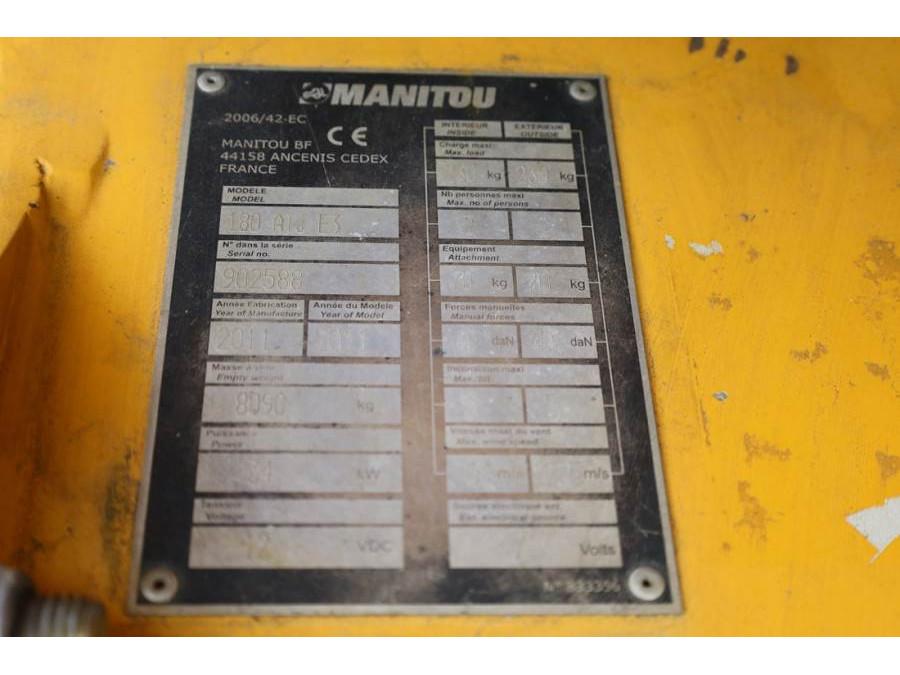 MANITOU
2006/42-EC CE
MANITOU BF
44158 ANCENIS CEDEX
FRANCE
MODELE
MODEL
180 ATJ E3
N° dans la série
Serial no.
902588
Année Fabrication
Year of Manufacture
2011
Année du Modele
Year of Model
Masse à vide
Empty weight
8090 kg
Puissance
Power
kW
Tension
Voltage
12 VDC
INTERIEUR
INSIDE
EXTERIEUR
OUTSIDE
Charge maxi
Max. load
kg kg
Nb personnes maxi
Max. no of persons
Equipement
Attachment
kg kg
Forces manuelles
Manual forces
daN daN
Inclinaison maxi
Max. tilt
Vitesse maxi du vent
Max. wind speed
m/s m/s
Source électrique ext.
Ext. electrical source
Volts
N° 833356